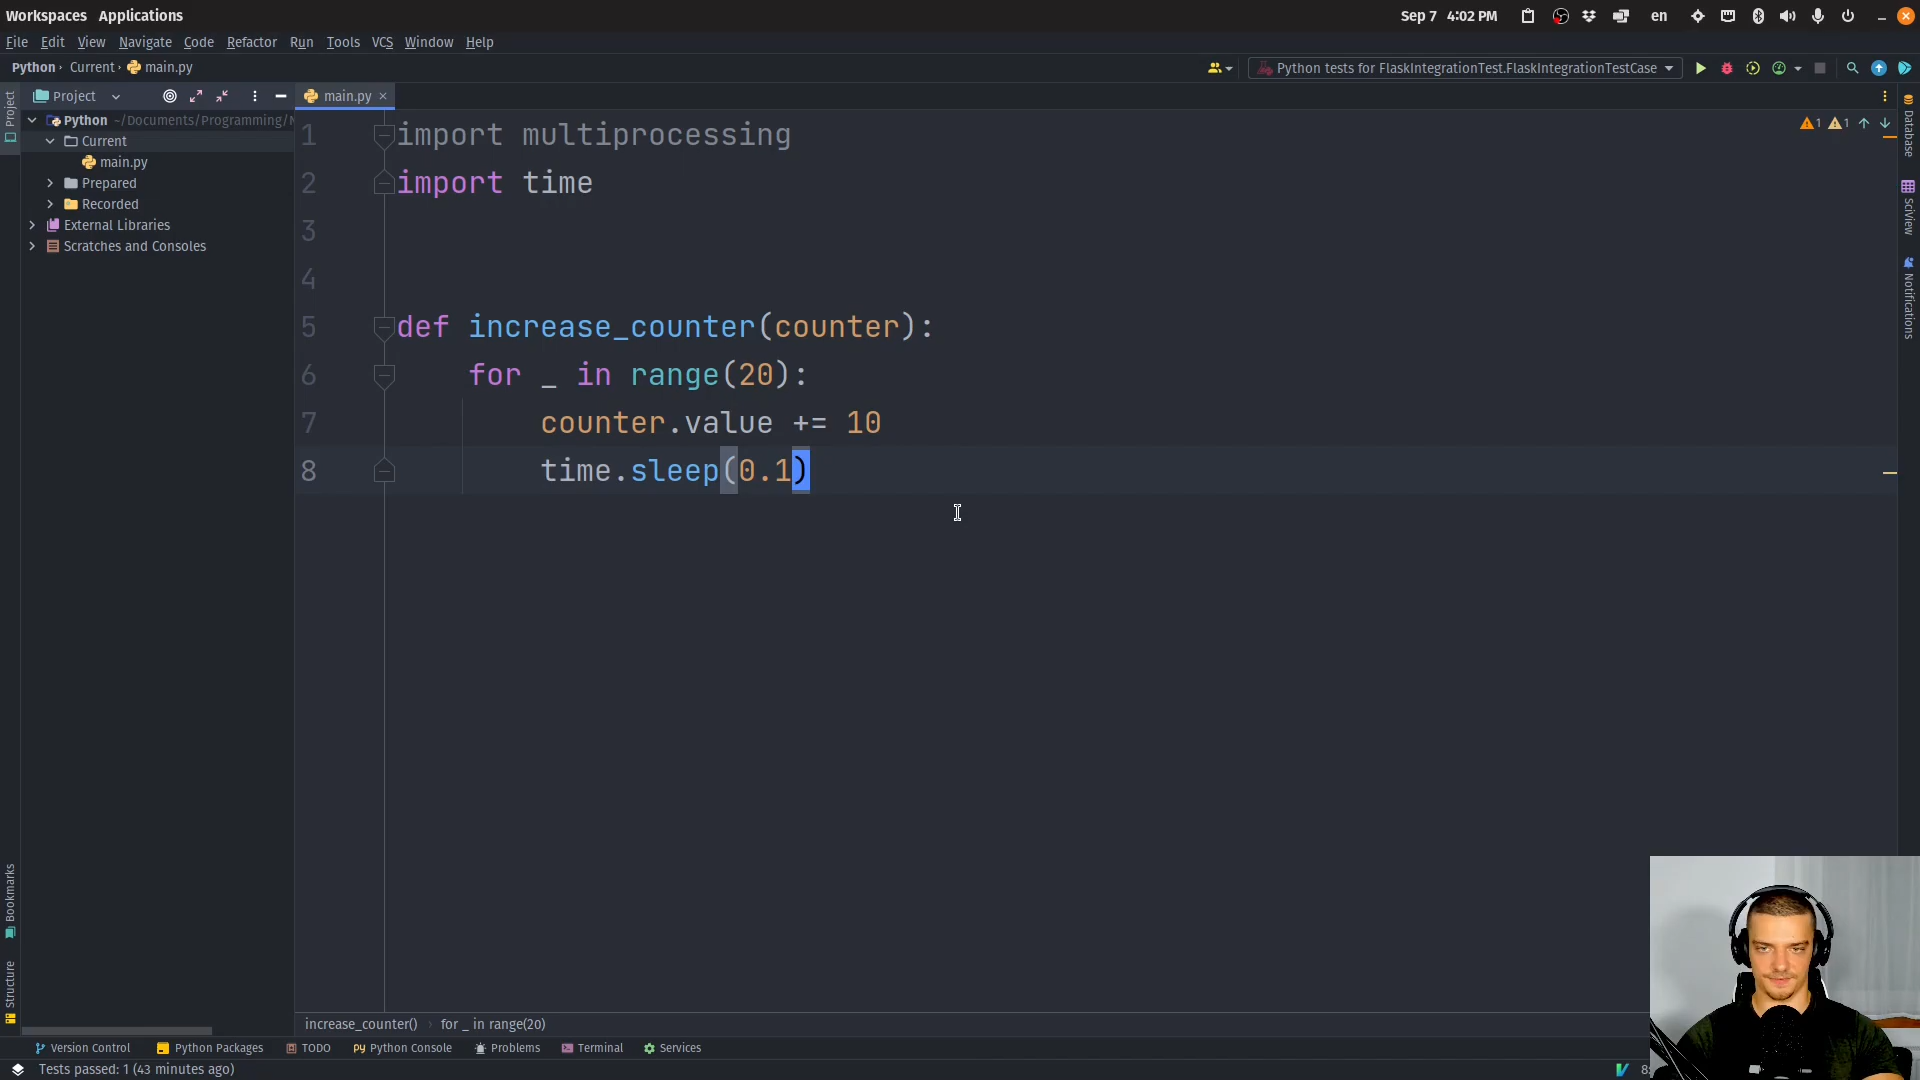 Workspaces Applications
Sep 7 4:02 PM
en
File Edit View Navigate Code Refactor Run Tools VCS Window Help
Python › Current › main.py
Python tests for FlaskIntegrationTest.FlaskIntegrationTestCase
Project
Project
main.py
Python ~/Documents/Programming/
Current
main.py
Prepared
Recorded
External Libraries
Scratches and Consoles
1 import multiprocessing
2 import time
3
4
5 def increase_counter(counter):
6 for _ in range(20):
7 counter.value += 10
8 time.sleep(0.1)
1 1
Database
SciView
Notifications
Bookmarks
Structure
increase_counter() › for _ in range(20)
Version Control Python Packages TODO Python Console Problems Terminal Services
Tests passed: 1 (43 minutes ago)